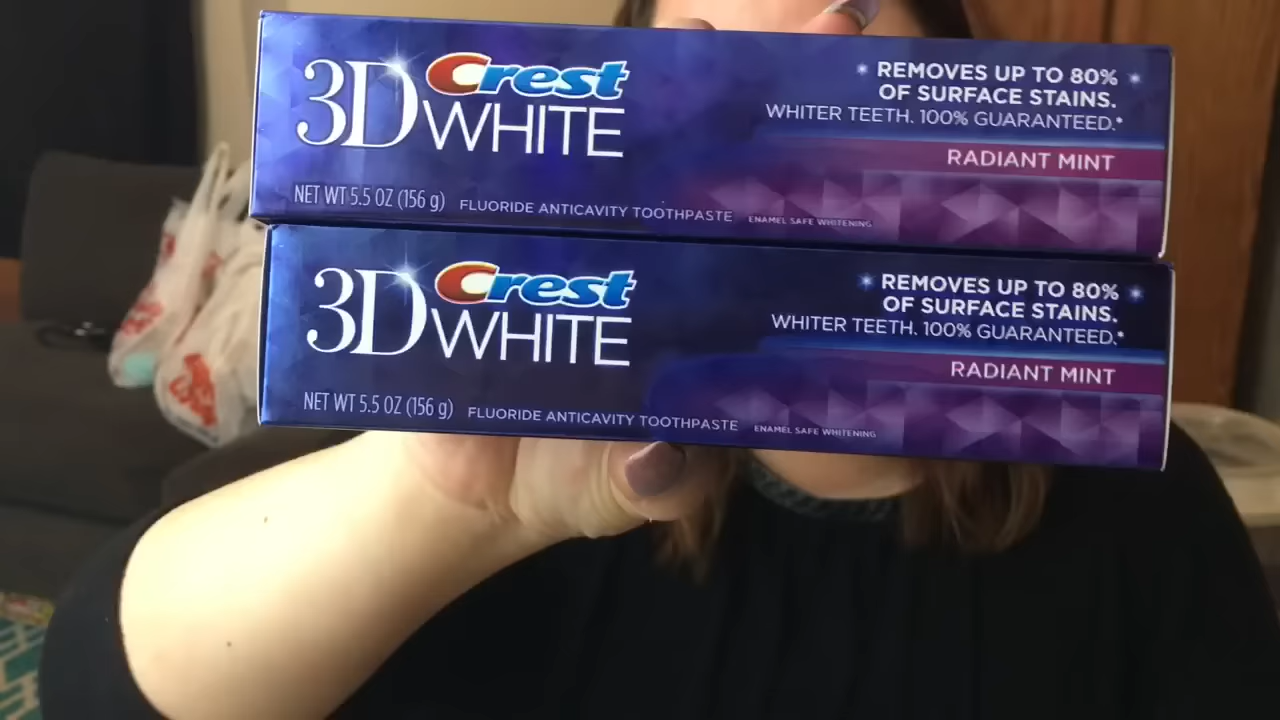 3D Crest
WHITE
REMOVES UP TO 80%
OF SURFACE STAINS.
WHITER TEETH. 100% GUARANTEED.*
RADIANT MINT
NET WT 5.5 OZ (156 g) FLUORIDE ANTICAVITY TOOTHPASTE ENAMEL SAFE WHITENING
3D Crest
WHITE
REMOVES UP TO 80%
OF SURFACE STAINS.
WHITER TEETH. 100% GUARANTEED.*
RADIANT MINT
NET WT 5.5 OZ (156 g) FLUORIDE ANTICAVITY TOOTHPASTE ENAMEL SAFE WHITENING